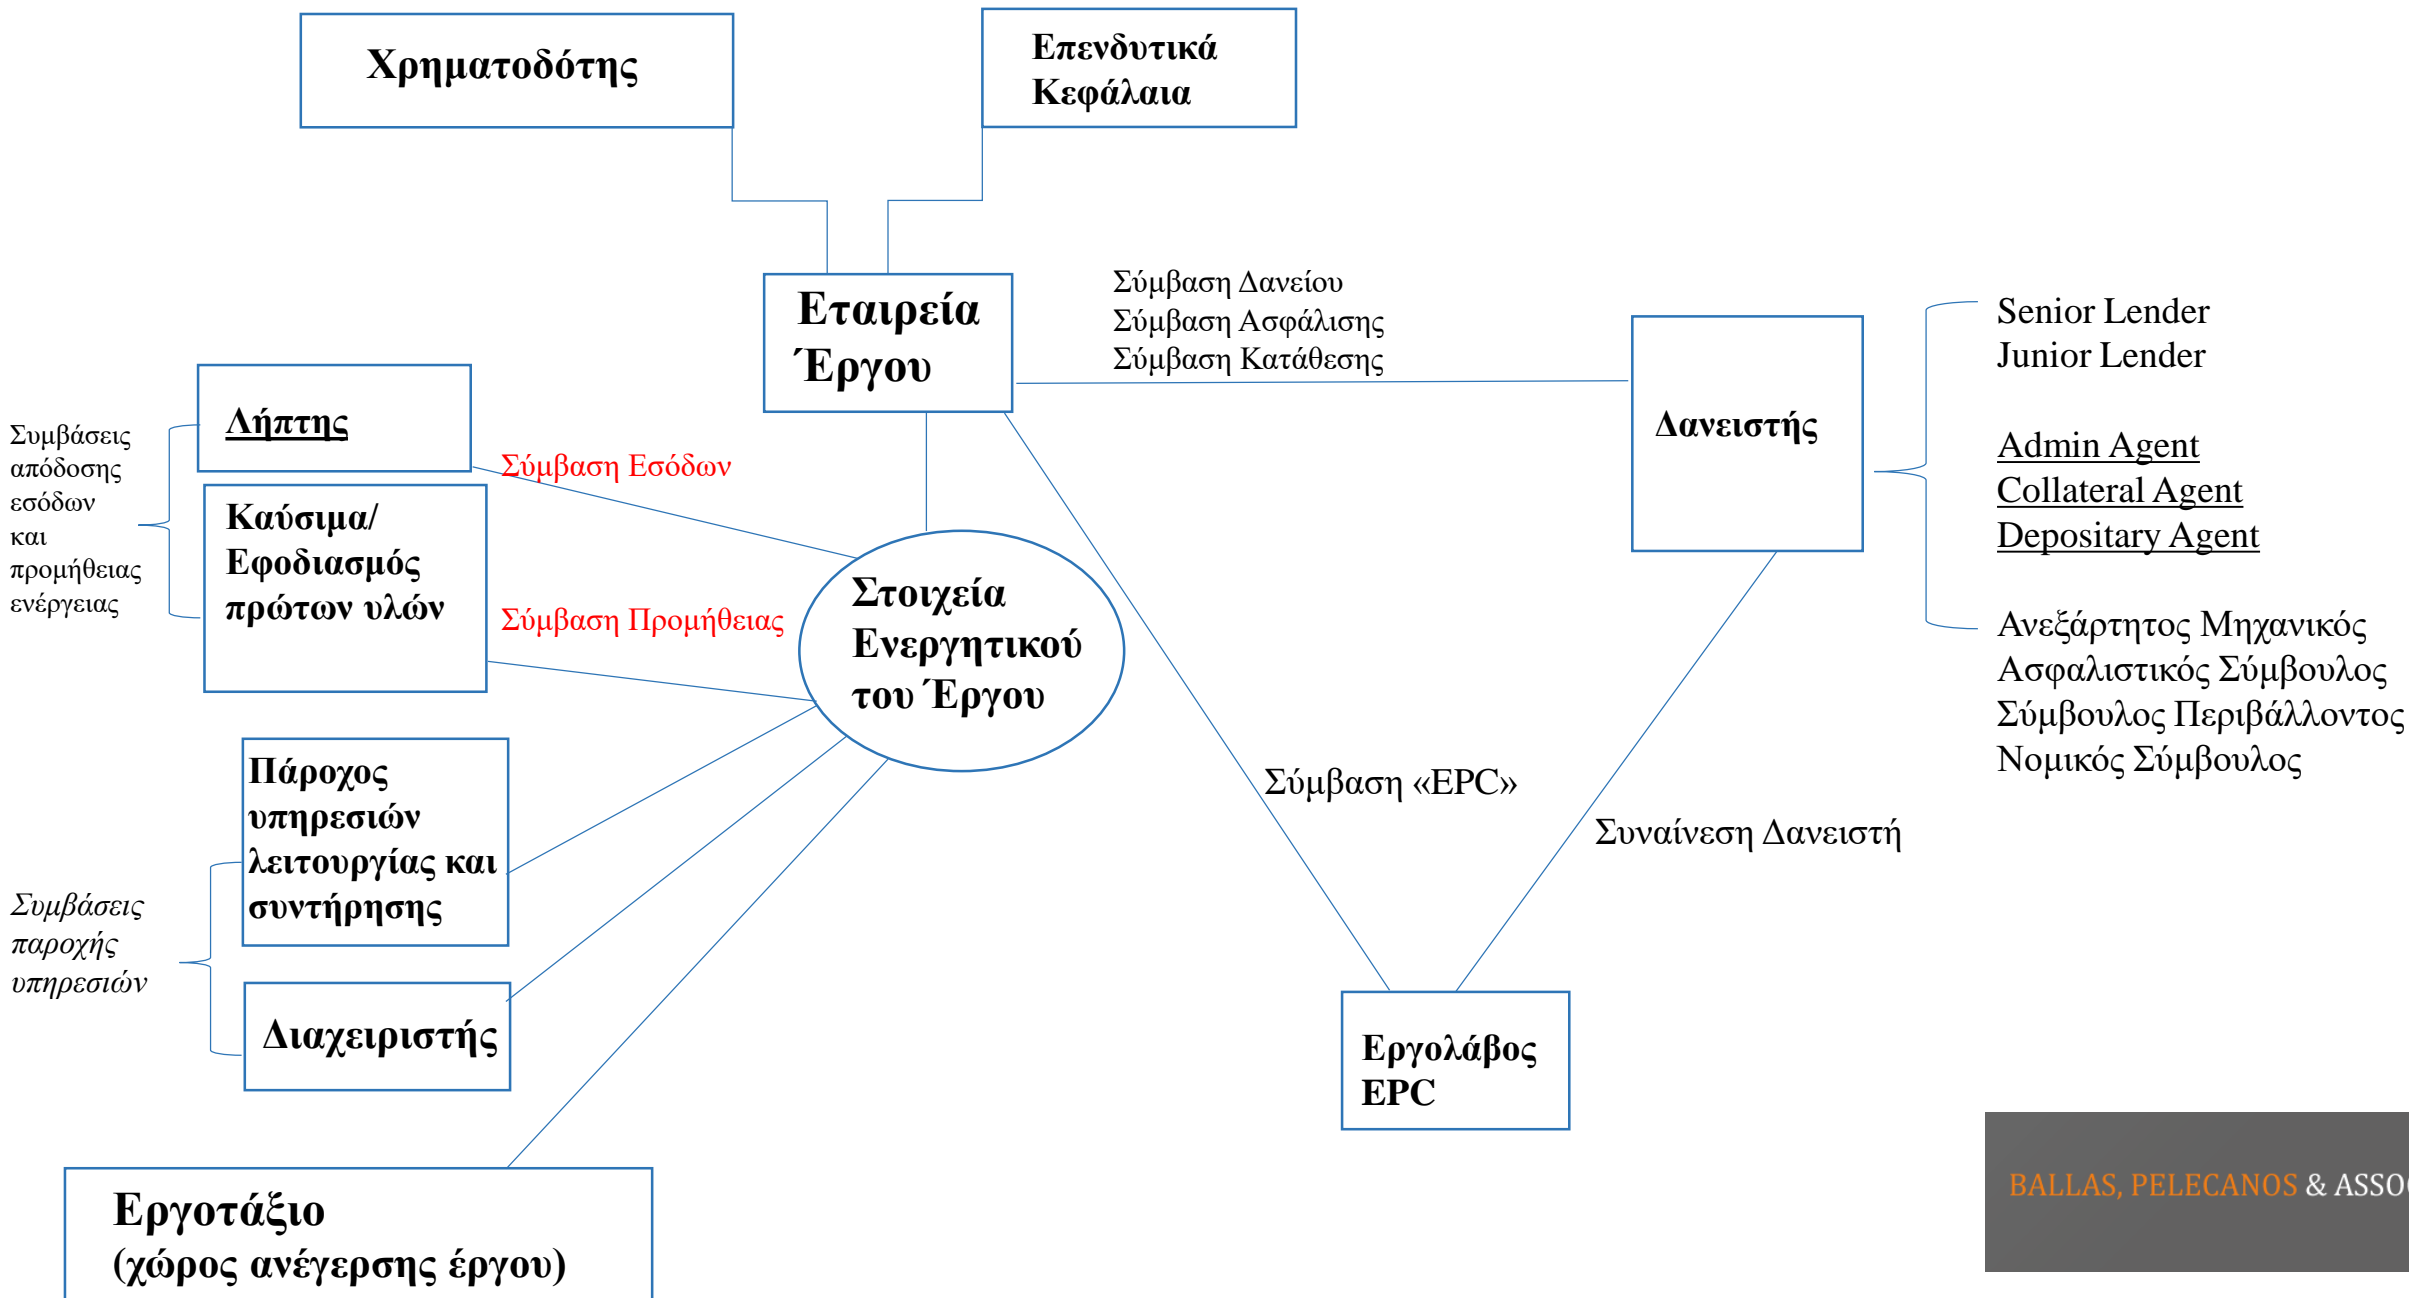 Χρηματοδότης
Επενδυτικά
Κεφάλαια
Εταιρεία
Έργου
Σύμβαση Δανείου
Σύμβαση Ασφάλισης
Σύμβαση Κατάθεσης
Δανειστής
Senior Lender
Junior Lender
Admin Agent
Collateral Agent
Depositary Agent
Ανεξάρτητος Μηχανικός
Ασφαλιστικός Σύμβουλος
Σύμβουλος Περιβάλλοντος
Νομικός Σύμβουλος
Συμβάσεις
απόδοσης
εσόδων
και
προμήθειας
ενέργειας
Λήπτης
Σύμβαση Εσόδων
Καύσιμα/
Εφοδιασμός
πρώτων υλών
Σύμβαση Προμήθειας
Στοιχεία
Ενεργητικού
του Έργου
Πάροχος
υπηρεσιών
λειτουργίας και
συντήρησης
Συμβάσεις
παροχής
υπηρεσιών
Διαχειριστής
Σύμβαση «EPC»
Συναίνεση Δανειστή
Εργολάβος
EPC
Εργοτάξιο
(χώρος ανέγερσης έργου)
BALLAS, PELECANOS & ASSO